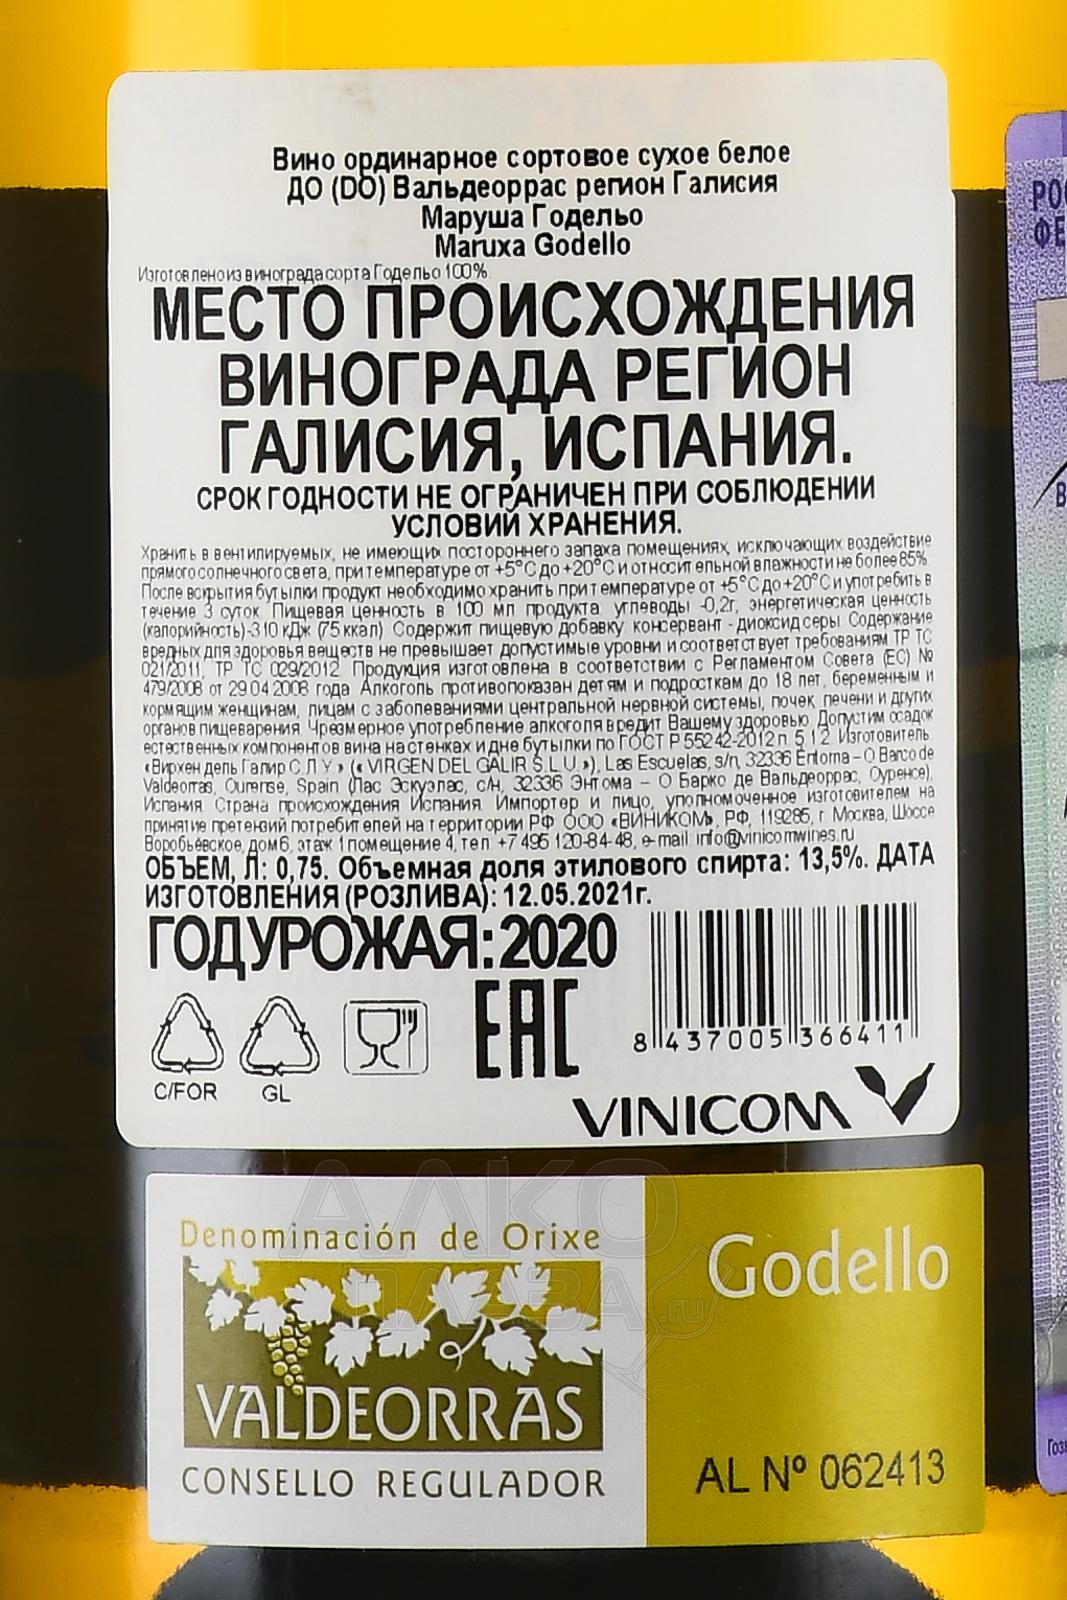 Вино ординарное сортовое сухое белое
ДО (DO) Вальдеоррас регион Галисия
Маруша Годельо
Maruxa Godello
Изготовлено из винограда сорта Годельо 100%.
МЕСТО ПРОИСХОЖДЕНИЯ
ВИНОГРАДА РЕГИОН
ГАЛИСИЯ, ИСПАНИЯ.
СРОК ГОДНОСТИ НЕ ОГРАНИЧЕН ПРИ СОБЛЮДЕНИИ
УСЛОВИЙ ХРАНЕНИЯ.
Хранить в вентилируемых, не имеющих постороннего запаха помещениях, исключающих воздействие
прямого солнечного света, при температуре от +5°С до +20°С и относительной влажности не более 85%.
После вскрытия бутылки продукт необходимо хранить при температуре от +5°С до +20°С и употребить в
течение 3 суток. Пищевая ценность в 100 мл продукта: углеводы -0,2г, энергетическая ценность
(калорийность)-310 кДж (75 ккал). Содержит пищевую добавку: консервант - диоксид серы. Содержание
вредных для здоровья веществ не превышает допустимые уровни и соответствует требованиям ТР ТС
021/2011, ТР ТС 029/2012. Продукция изготовлена в соответствии с Регламентом Совета (ЕС) №
479/2008 от 29.04.2008 года. Алкоголь противопоказан детям и подросткам до 18 лет, беременным и
кормящим женщинам, лицам с заболеваниями центральной нервной системы, почек, печени и других
органов пищеварения. Чрезмерное употребление алкоголя вредит Вашему здоровью. Допустим осадок
естественных компонентов вина на стенках и дне бутылки по ГОСТ Р 55242-2012 п. 5.1.2. Изготовитель:
«Вирхен дель Галир С.Л.У.» (« VIRGEN DEL GALIR S.L.U.»), Las Escuelas, s/n, 32336 Entoma – O Barco de
Valdeorras, Ourense, Spain (Лас Эскуэлас, с/н, 32336 Энтома – О Барко де Вальдеоррас, Оуренсе),
Испания. Страна происхождения Испания. Импортер и лицо, уполномоченное изготовителем на
принятие претензий потребителей на территории РФ: ООО «ВИНИКОМ», РФ, 119285, г. Москва, Шоссе
Воробьёвское, дом 6, этаж 1 помещение 4, тел: +7 495 120-84-48, e-mail: info@vinicomwines.ru
ОБЪЕМ, Л: 0,75. Объемная доля этилового спирта: 13,5%. ДАТА
ИЗГОТОВЛЕНИЯ (РОЗЛИВА): 12.05.2021г.
ГОД УРОЖАЯ: 2020
EAC
C/FOR GL
8 437005 366411
VINICOM
Denominación de Orixe
VALDEORRAS
CONSELLO REGULADOR
Godello
AL Nº 062413
АЛКО
ПЛАЗА.ru